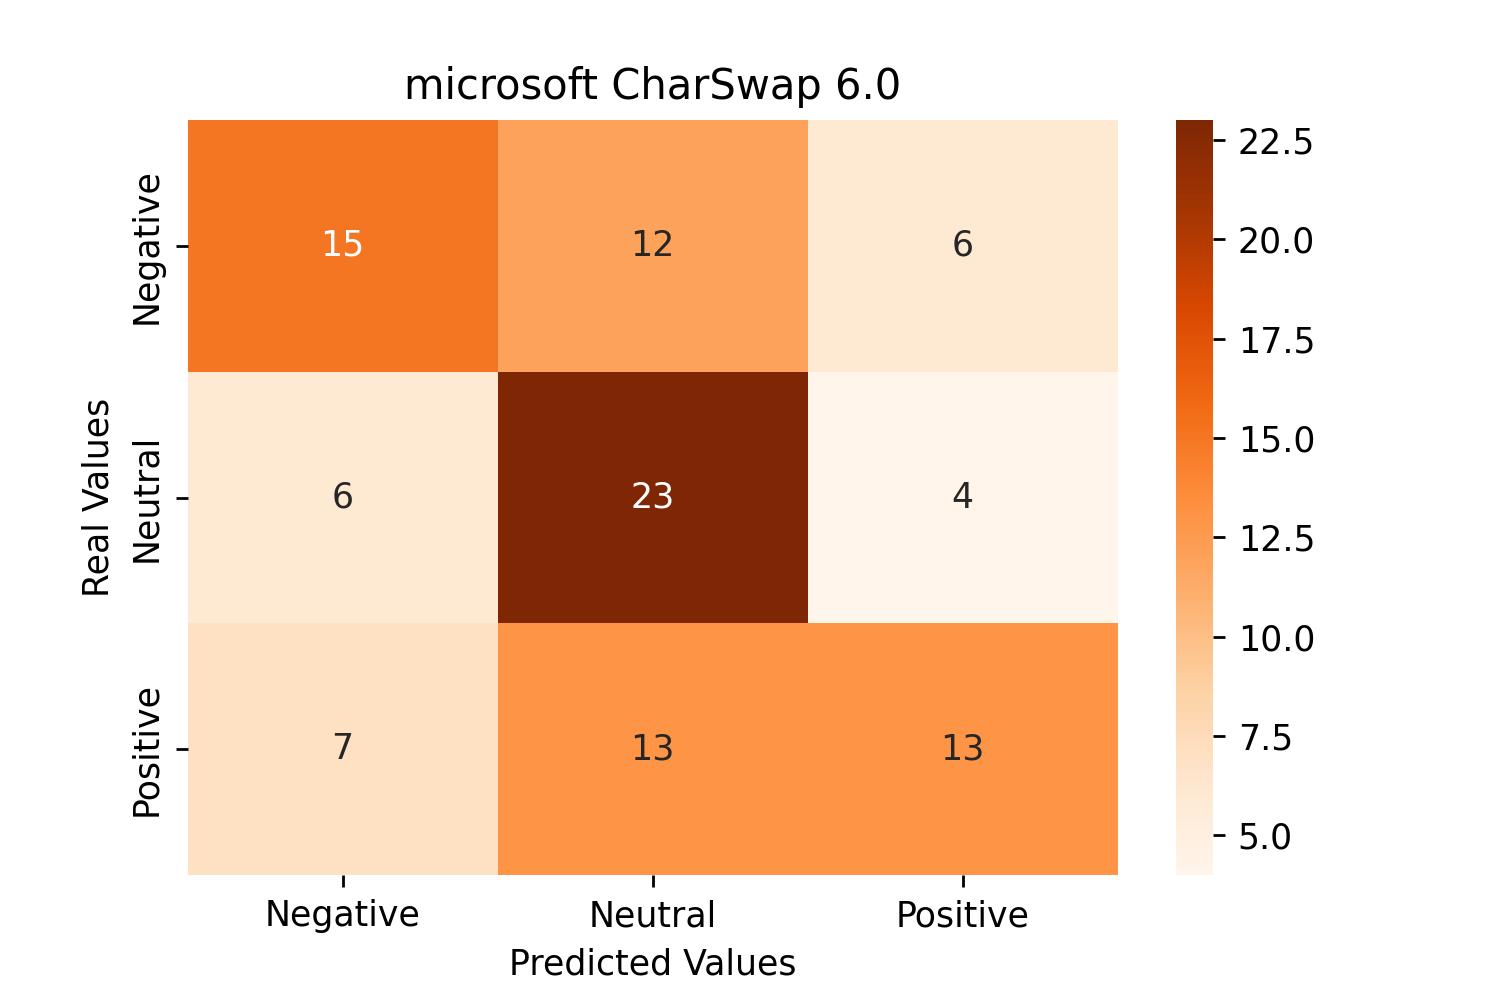 microsoft CharSwap 6.0
Real Values
Negative
15 12 6
Neutral
6 23 4
Positive
7 13 13
Negative Neutral Positive
Predicted Values
22.5
20.0
17.5
15.0
12.5
10.0
7.5
5.0